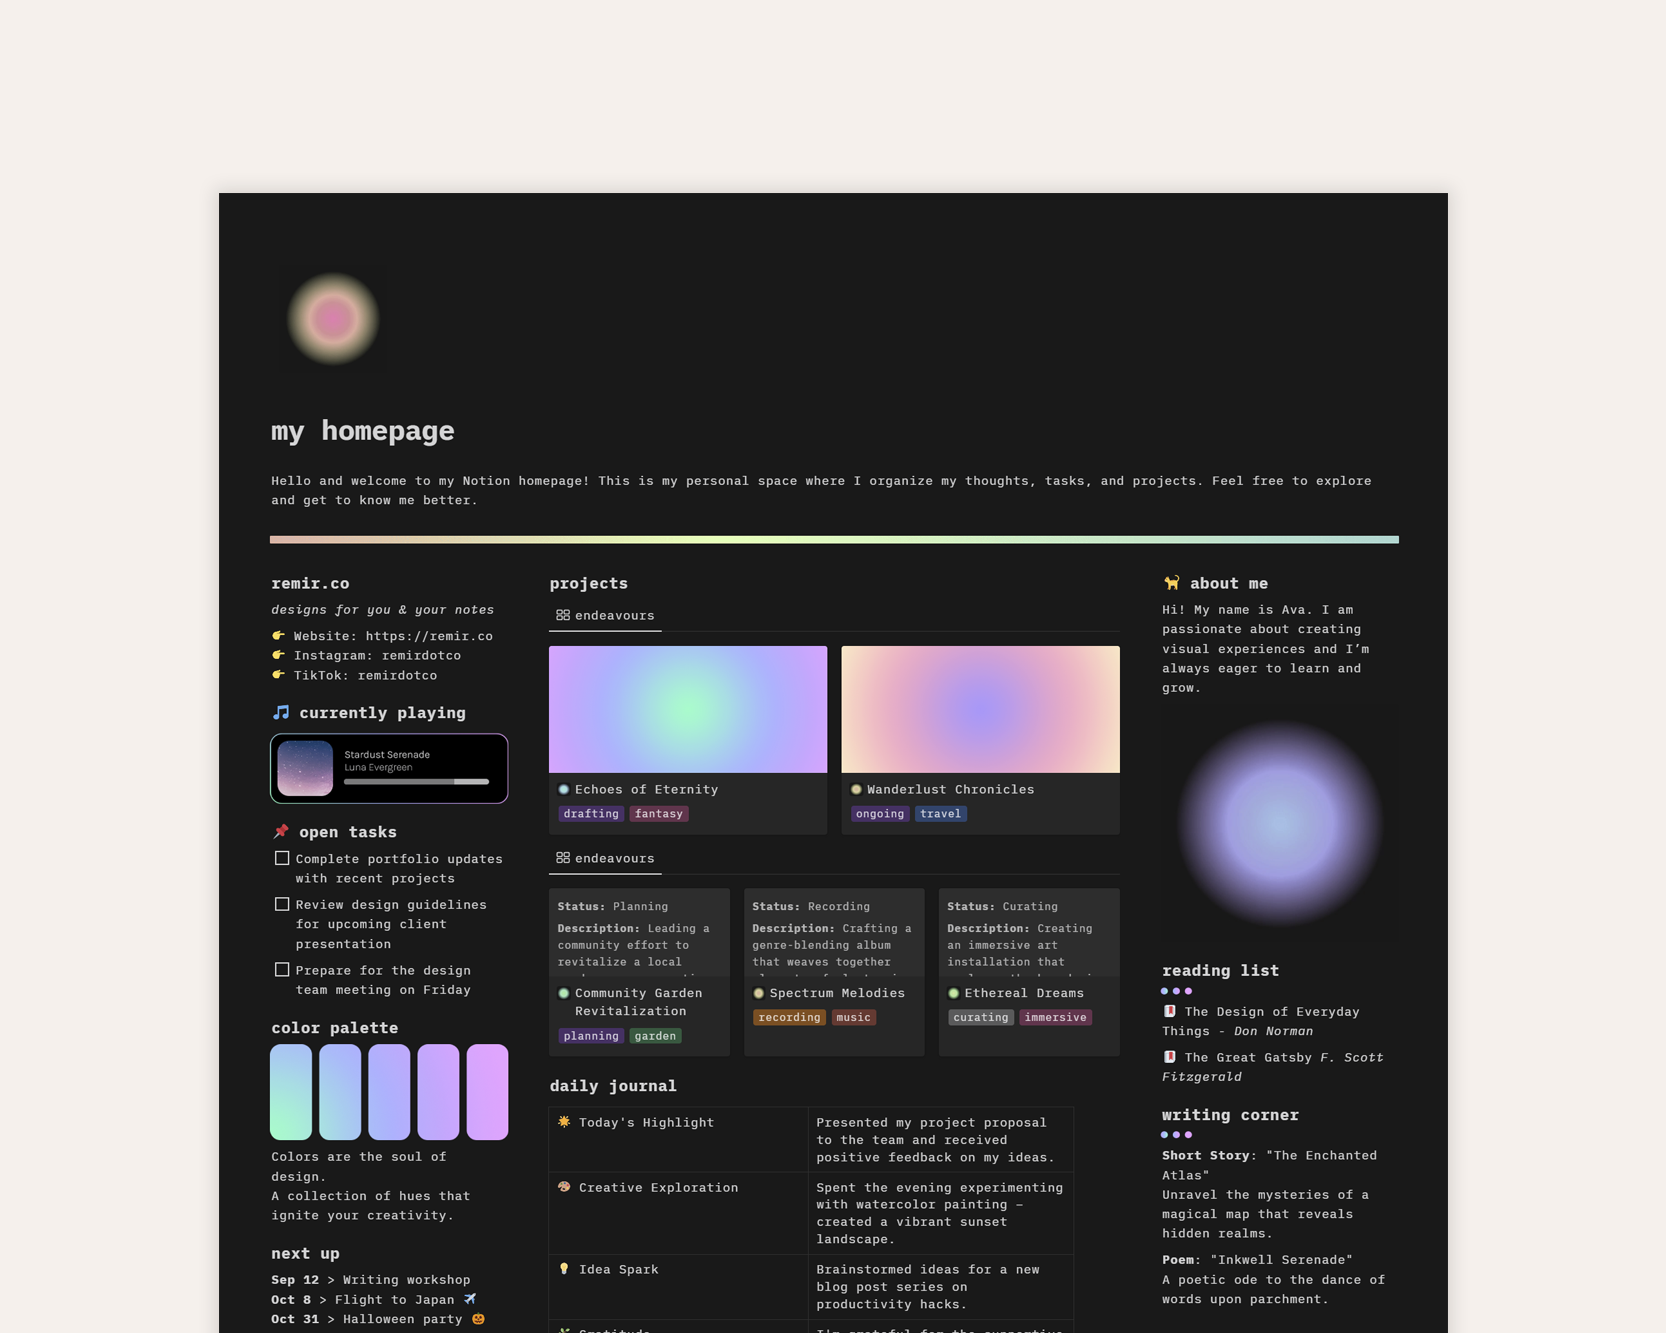 my homepage
Hello and welcome to my Notion homepage! This is my personal space where I organize my thoughts, tasks, and projects. Feel free to explore
and get to know me better.
remir.co
designs for you & your notes
Website: https://remir.co
Instagram: remirdotco
TikTok: remirdotco
currently playing
Stardust Serenade
Luna Evergreen
open tasks
Complete portfolio updates
with recent projects
Review design guidelines
for upcoming client
presentation
Prepare for the design
team meeting on Friday
color palette
Colors are the soul of
design.
A collection of hues that
ignite your creativity.
next up
Sep 12 > Writing workshop
Oct 8 > Flight to Japan
Oct 31 > Halloween party
projects
endeavours
Echoes of Eternity
drafting fantasy
Wanderlust Chronicles
ongoing travel
endeavours
Status: Planning
Description: Leading a
community effort to
revitalize a local
Community Garden
Revitalization
planning garden
Status: Recording
Description: Crafting a
genre-blending album
that weaves together
Spectrum Melodies
recording music
Status: Curating
Description: Creating
an immersive art
installation that
Ethereal Dreams
curating immersive
daily journal
Today's Highlight
Presented my project proposal
to the team and received
positive feedback on my ideas.
Creative Exploration
Spent the evening experimenting
with watercolor painting –
created a vibrant sunset
landscape.
Idea Spark
Brainstormed ideas for a new
blog post series on
productivity hacks.
Gratitude
I'm grateful for the supportive
about me
Hi! My name is Ava. I am
passionate about creating
visual experiences and I’m
always eager to learn and
grow.
reading list
The Design of Everyday
Things - Don Norman
The Great Gatsby F. Scott
Fitzgerald
writing corner
Short Story: "The Enchanted
Atlas"
Unravel the mysteries of a
magical map that reveals
hidden realms.
Poem: "Inkwell Serenade"
A poetic ode to the dance of
words upon parchment.